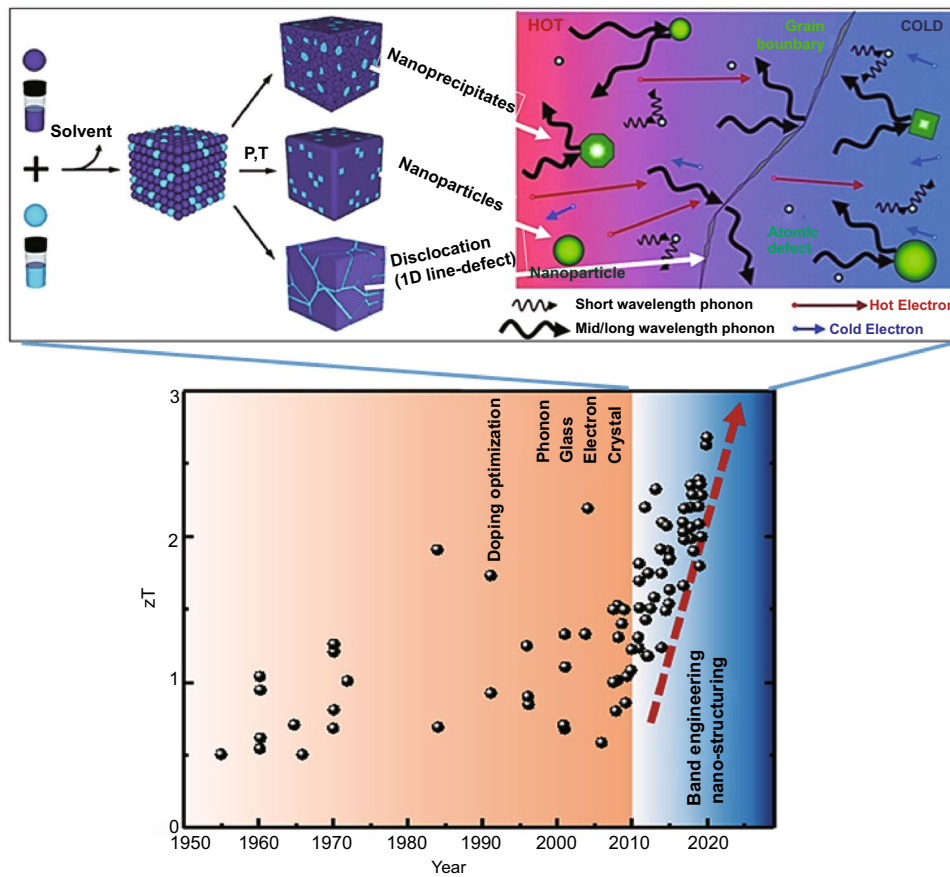 Solvent
P,T
Nanoprecipitates
Nanoparticles
Disclocation
(1D line-defect)
HOT
Grain
bounbary
COLD
Atomic
defect
Nanoparticle
Short wavelength phonon
Hot Electron
Mid/long wavelength phonon
Cold Electron
3
2
1
0
zT
Doping optimization
Phonon
Glass
Electron
Crystal
Band engineering
nano-structuring
1950
1960
1970
1980
1990
2000
2010
2020
Year